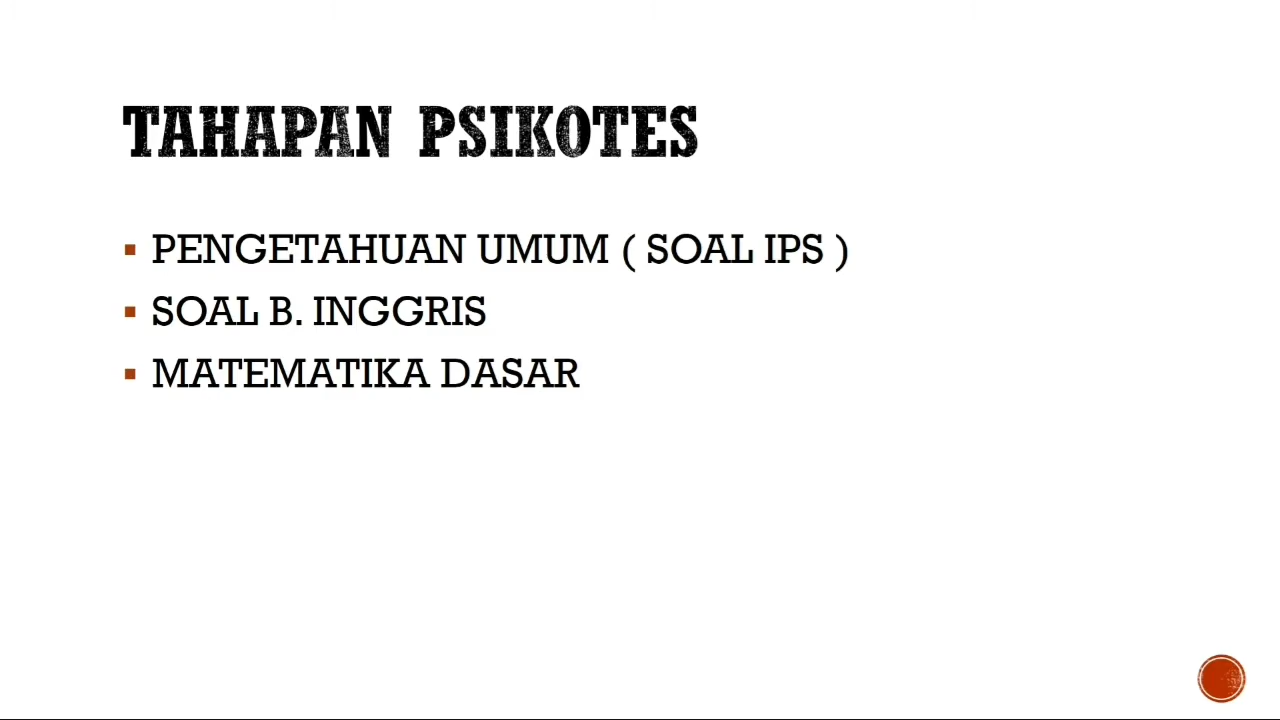 TAHAPAN PSIKOTES
PENGETAHUAN UMUM ( SOAL IPS )
SOAL B. INGGRIS
MATEMATIKA DASAR